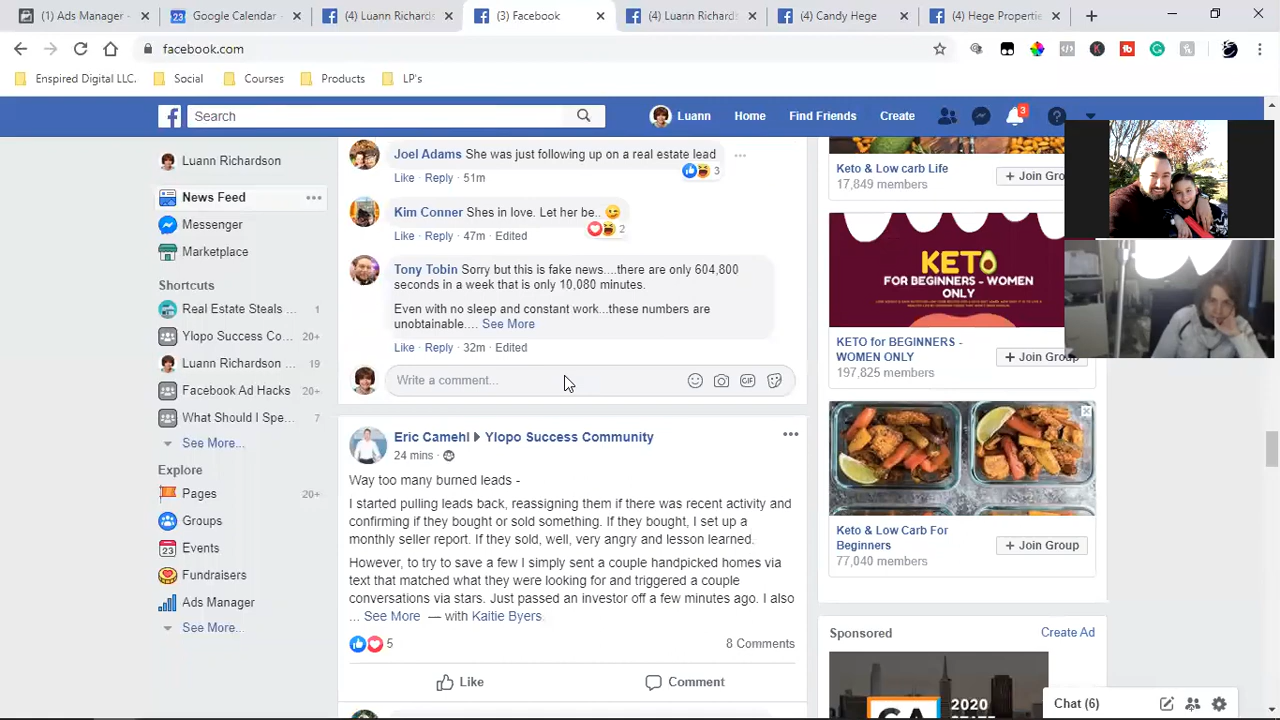 (1) Ads Manager -
Google Calendar
(4) Luann Richards
(3) Facebook
(4) Luann Richards
(4) Candy Hege
(4) Hege Properties
facebook.com
Enspired Digital LLC.
Social
Courses
Products
LP's
Search
Luann
Home
Find Friends
Create
3
Luann Richardson
News Feed
Messenger
Marketplace
Shortcuts
Real Estate Steals ... 1
Ylopo Success Co... 20+
Luann Richardson 19
Facebook Ad Hacks 20+
What Should I Spe... 7
See More...
Explore
Pages 20+
Groups
Events
Fundraisers
Ads Manager
See More...
Joel Adams She was just following up on a real estate lead
3
Like · Reply · 51m
Kim Conner Shes in love. Let her be..
2
Like · Reply · 47m · Edited
Tony Tobin Sorry but this is fake news....there are only 604,800
seconds in a week that is only 10,080 minutes.
Even with no sleep and constant work...these numbers are
unobtainable.... See More
Like · Reply · 32m · Edited
Write a comment...
GIF
Eric Camehl Ylopo Success Community
24 mins ·
Way too many burned leads -
I started pulling leads back, reassigning them if there was recent activity and
confirming if they bought or sold something. If they bought, I set up a
monthly seller report. If they sold, well, very angry and lesson learned.
However, to try to save a few I simply sent a couple handpicked homes via
text that matched what they were looking for and triggered a couple
conversations via stars. Just passed an investor off a few minutes ago. I also
... See More — with Kaitie Byers.
5
8 Comments
Like
Comment
Keto & Low carb Life
17,849 members
+ Join Gro
KETO
FOR BEGINNERS - WOMEN
ONLY
KETO for BEGINNERS -
WOMEN ONLY
197,825 members
+ Join Group
Keto & Low Carb For
Beginners
77,040 members
+ Join Group
Sponsored
Create Ad
2020
Chat (6)